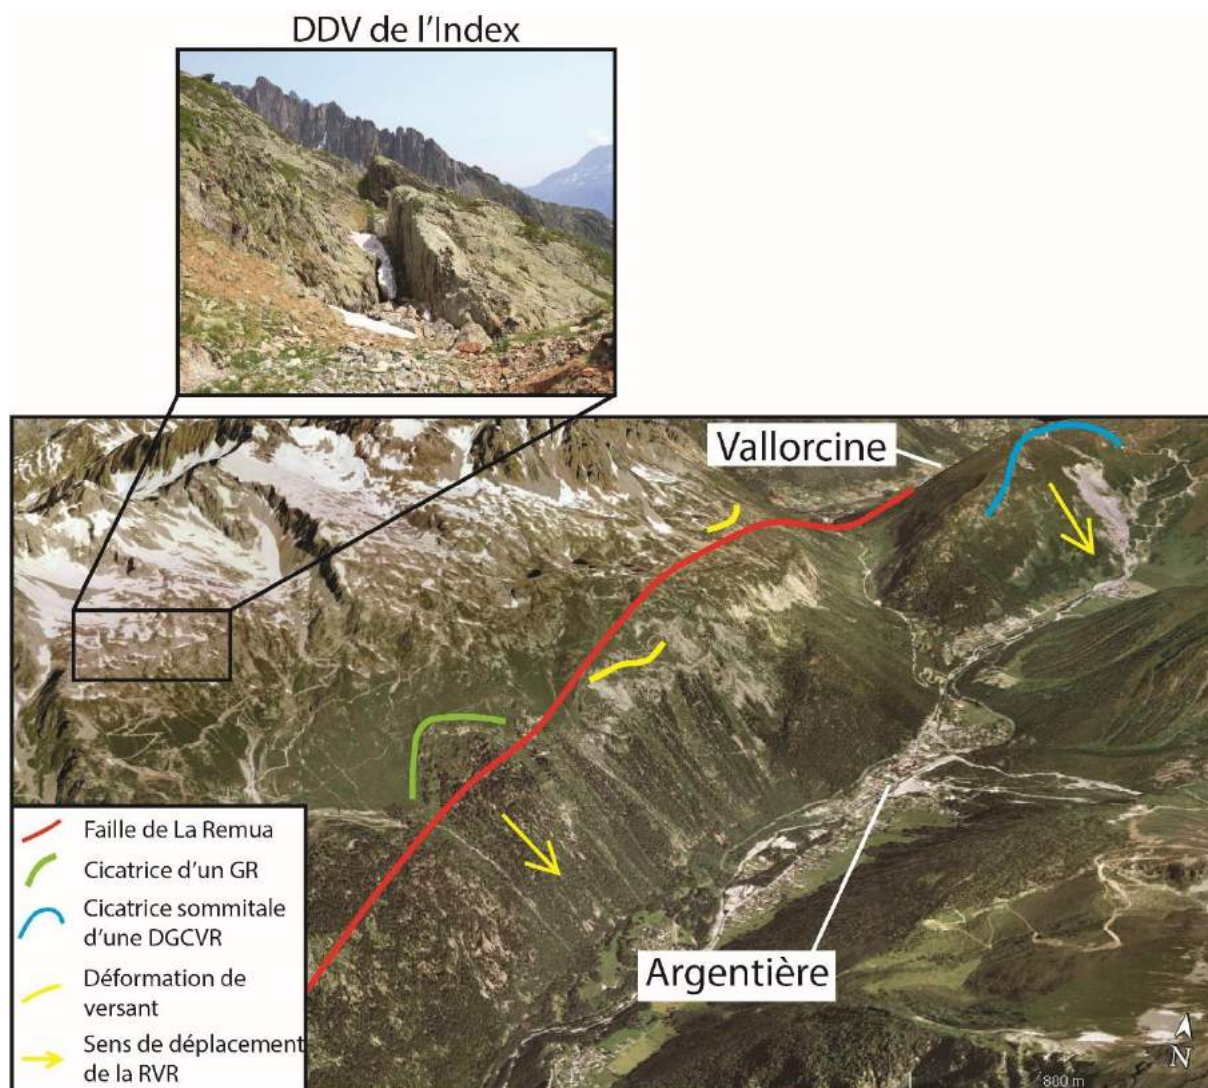 DDV de l'Index
Vallorcine
Argentière
Faille de La Remua
Cicatrice d'un GR
Cicatrice sommitale
d'une DGCVR
Déformation de
versant
Sens de déplacement
de la RVR
N
800 m